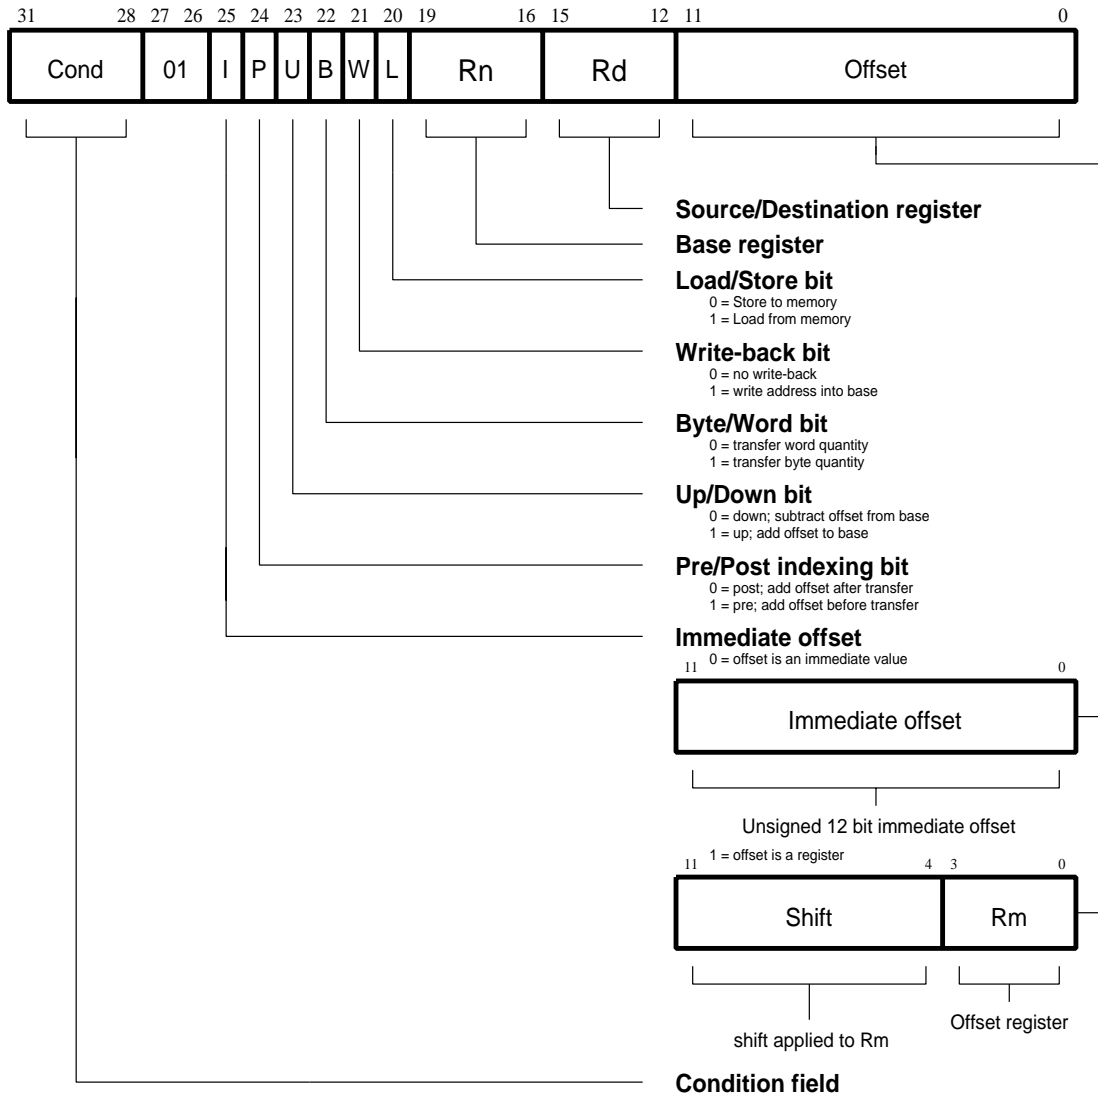 31 28 27 26 25 24 23 22 21 20 19 16 15 12 11 0
Cond 01 I P U B W L Rn Rd Offset
Source/Destination register
Base register
Load/Store bit
0 = Store to memory
1 = Load from memory
Write-back bit
0 = no write-back
1 = write address into base
Byte/Word bit
0 = transfer word quantity
1 = transfer byte quantity
Up/Down bit
0 = down; subtract offset from base
1 = up; add offset to base
Pre/Post indexing bit
0 = post; add offset after transfer
1 = pre; add offset before transfer
Immediate offset
0 = offset is an immediate value
11 0
Immediate offset
Unsigned 12 bit immediate offset
1 = offset is a register
11 4 3 0
Shift Rm
Offset register
shift applied to Rm
Condition field